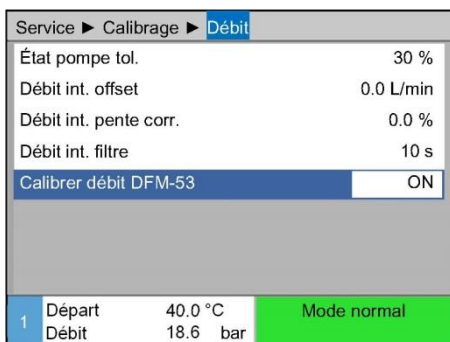 Service ► Calibrage ► Débit
État pompe tol. 30 %
Débit int. offset 0.0 L/min
Débit int. pente corr. 0.0 %
Débit int. filtre 10 s
Calibrer débit DFM-53 ON
1 Départ 40.0 °C Mode normal
Débit 18.6 bar